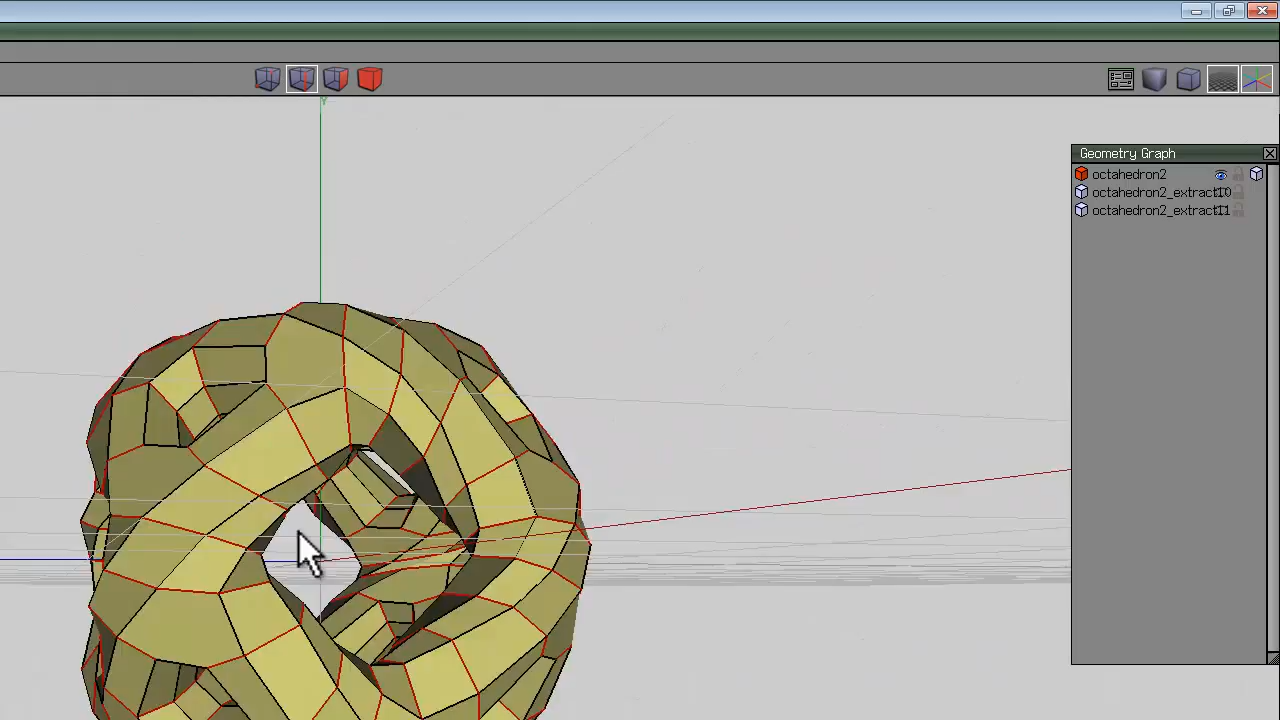 Y
Geometry Graph
octahedron2
octahedron2_extract10
octahedron2_extract11